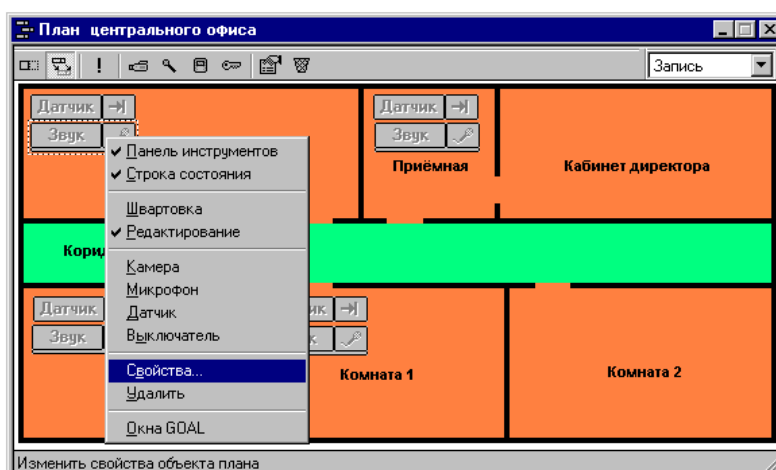 План центрального офиса
Запись
Датчик
Звук
Датчик
Звук
Приёмная
Кабинет директора
Панель инструментов
Строка состояния
Швартовка
Редактирование
Камера
Микрофон
Датчик
Выключатель
Свойства...
Удалить
Окна GOAL
Датчик
Звук
Комната 1
Комната 2
Изменить свойства объекта плана